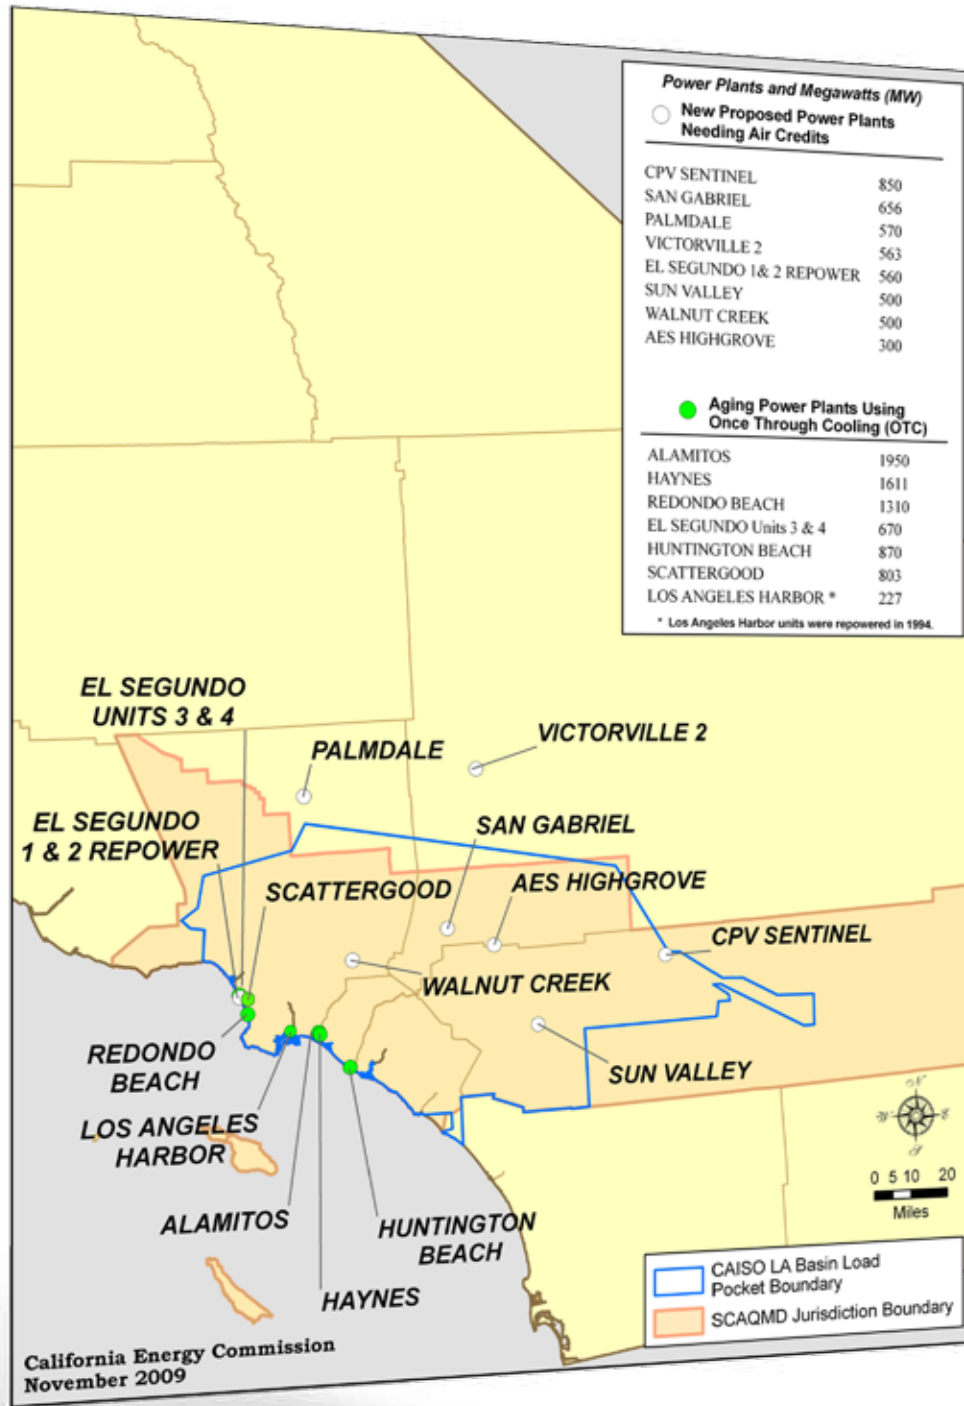 Power Plants and Megawatts (MW)
New Proposed Power Plants
Needing Air Credits
CPV SENTINEL 850
SAN GABRIEL 656
PALMDALE 570
VICTORVILLE 2 563
EL SEGUNDO 1& 2 REPOWER 560
SUN VALLEY 500
WALNUT CREEK 500
AES HIGHGROVE 300
Aging Power Plants Using
Once Through Cooling (OTC)
ALAMITOS 1950
HAYNES 1611
REDONDO BEACH 1310
EL SEGUNDO Units 3 & 4 670
HUNTINGTON BEACH 870
SCATTERGOOD 803
LOS ANGELES HARBOR * 227
* Los Angeles Harbor units were repowered in 1994.
EL SEGUNDO
UNITS 3 & 4
PALMDALE
VICTORVILLE 2
EL SEGUNDO
1 & 2 REPOWER
SAN GABRIEL
SCATTERGOOD
AES HIGHGROVE
CPV SENTINEL
WALNUT CREEK
REDONDO
BEACH
SUN VALLEY
LOS ANGELES
HARBOR
ALAMITOS
HUNTINGTON
BEACH
HAYNES
N
W E
S
0 5 10 20
Miles
CAISO LA Basin Load
Pocket Boundary
SCAQMD Jurisdiction Boundary
California Energy Commission
November 2009